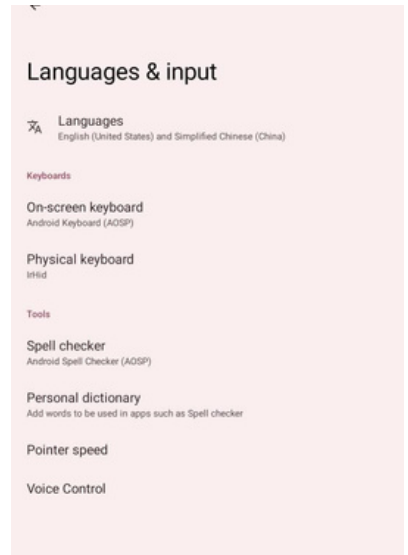 Languages & input
Languages
English (United States) and Simplified Chinese (China)
Keyboards
On-screen keyboard
Android Keyboard (AOSP)
Physical keyboard
IrHid
Tools
Spell checker
Android Spell Checker (AOSP)
Personal dictionary
Add words to be used in apps such as Spell checker
Pointer speed
Voice Control